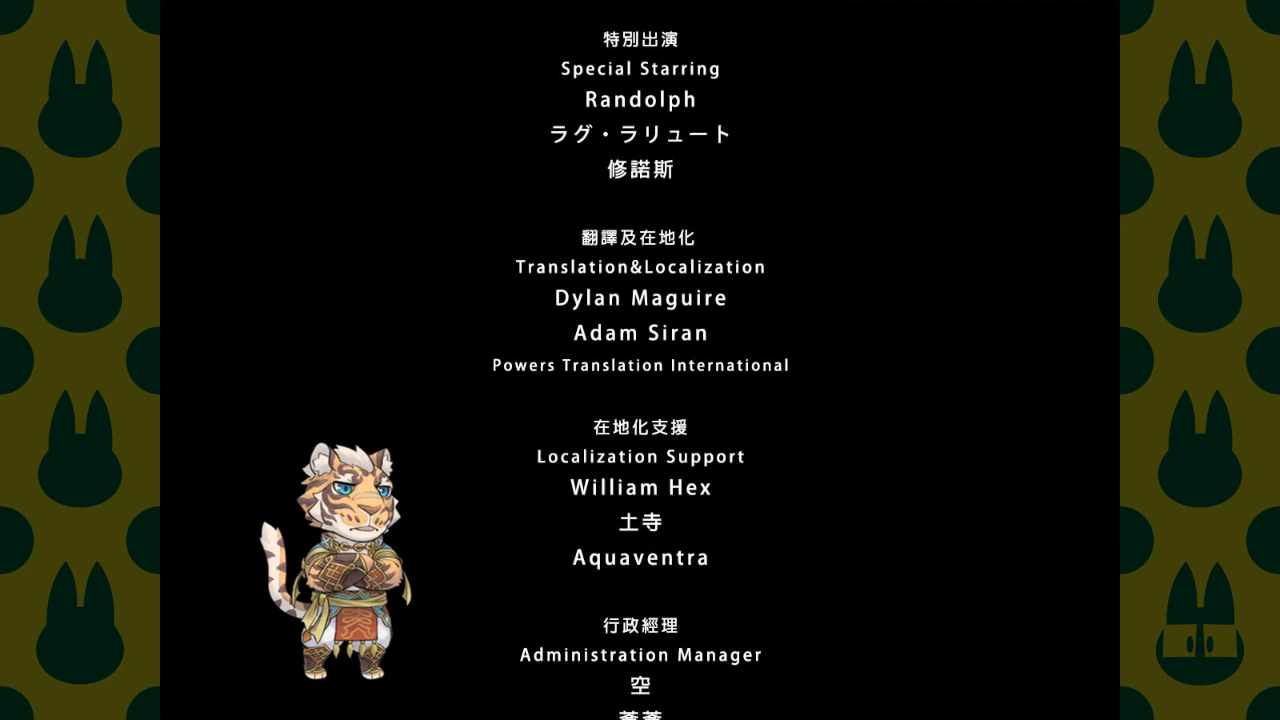 特別出演
Special Starring
Randolph
ラグ・ラリュート
修諾斯
翻譯及在地化
Translation&Localization
Dylan Maguire
Adam Siran
Powers Translation International
在地化支援
Localization Support
William Hex
土寺
Aquaventra
行政經理
Administration Manager
空